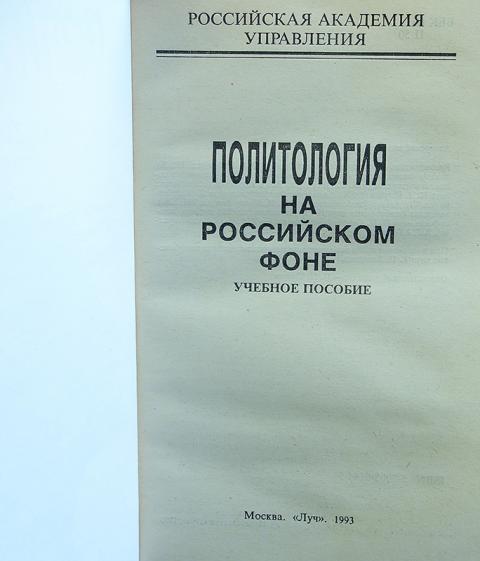 РОССИЙСКАЯ АКАДЕМИЯ
УПРАВЛЕНИЯ
ПОЛИТОЛОГИЯ
НА
РОССИЙСКОМ
ФОНЕ
УЧЕБНОЕ ПОСОБИЕ
Москва. «Луч». 1993